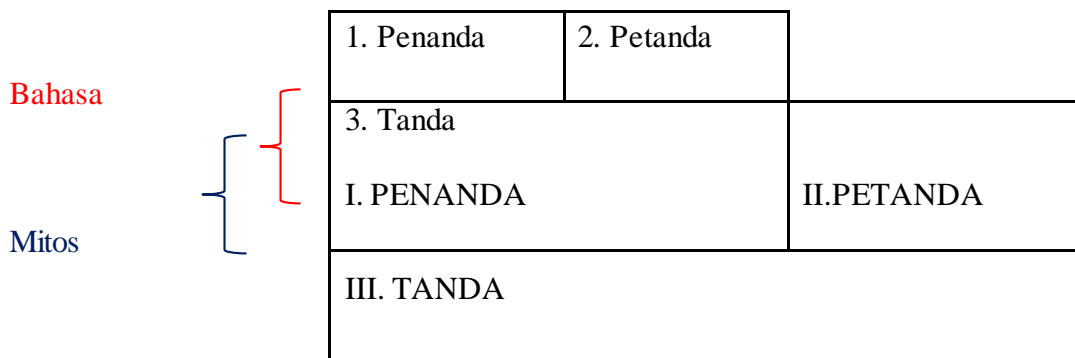 1. Penanda
2. Petanda
Bahasa
3. Tanda
I. PENANDA
II.PETANDA
Mitos
III. TANDA